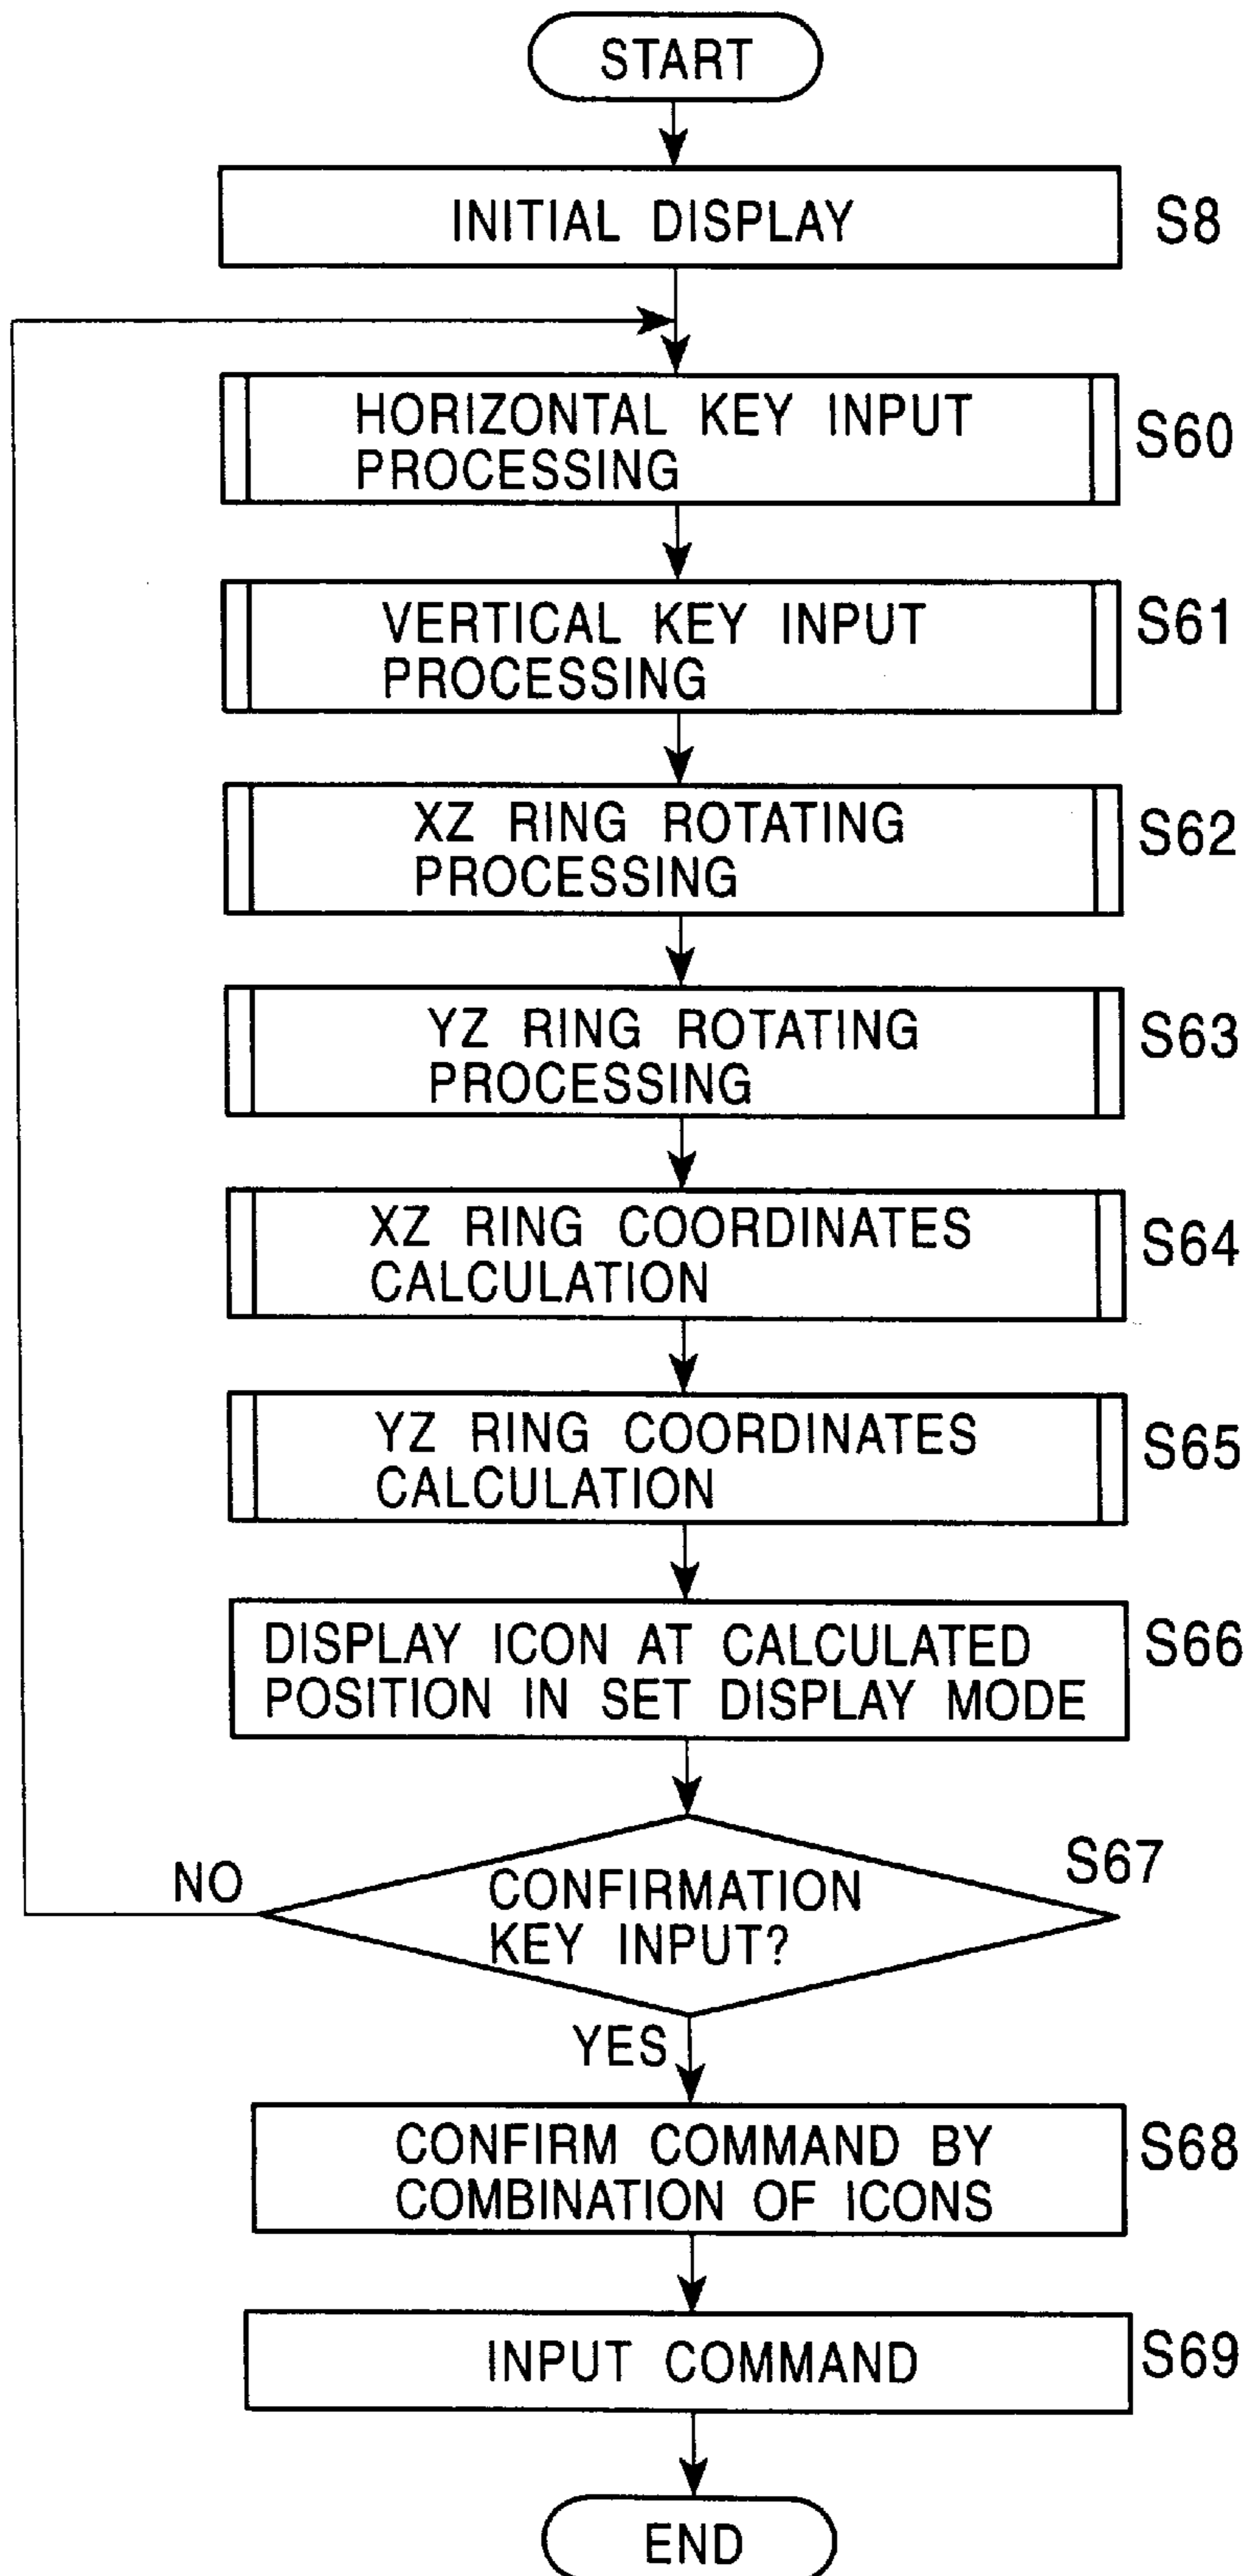 START
INITIAL DISPLAY
S8
HORIZONTAL KEY INPUT
PROCESSING
S60
VERTICAL KEY INPUT
PROCESSING
S61
XZ RING ROTATING
PROCESSING
S62
YZ RING ROTATING
PROCESSING
S63
XZ RING COORDINATES
CALCULATION
S64
YZ RING COORDINATES
CALCULATION
S65
DISPLAY ICON AT CALCULATED
POSITION IN SET DISPLAY MODE
S66
NO
CONFIRMATION
KEY INPUT?
S67
YES
CONFIRM COMMAND BY
COMBINATION OF ICONS
S68
INPUT COMMAND
S69
END